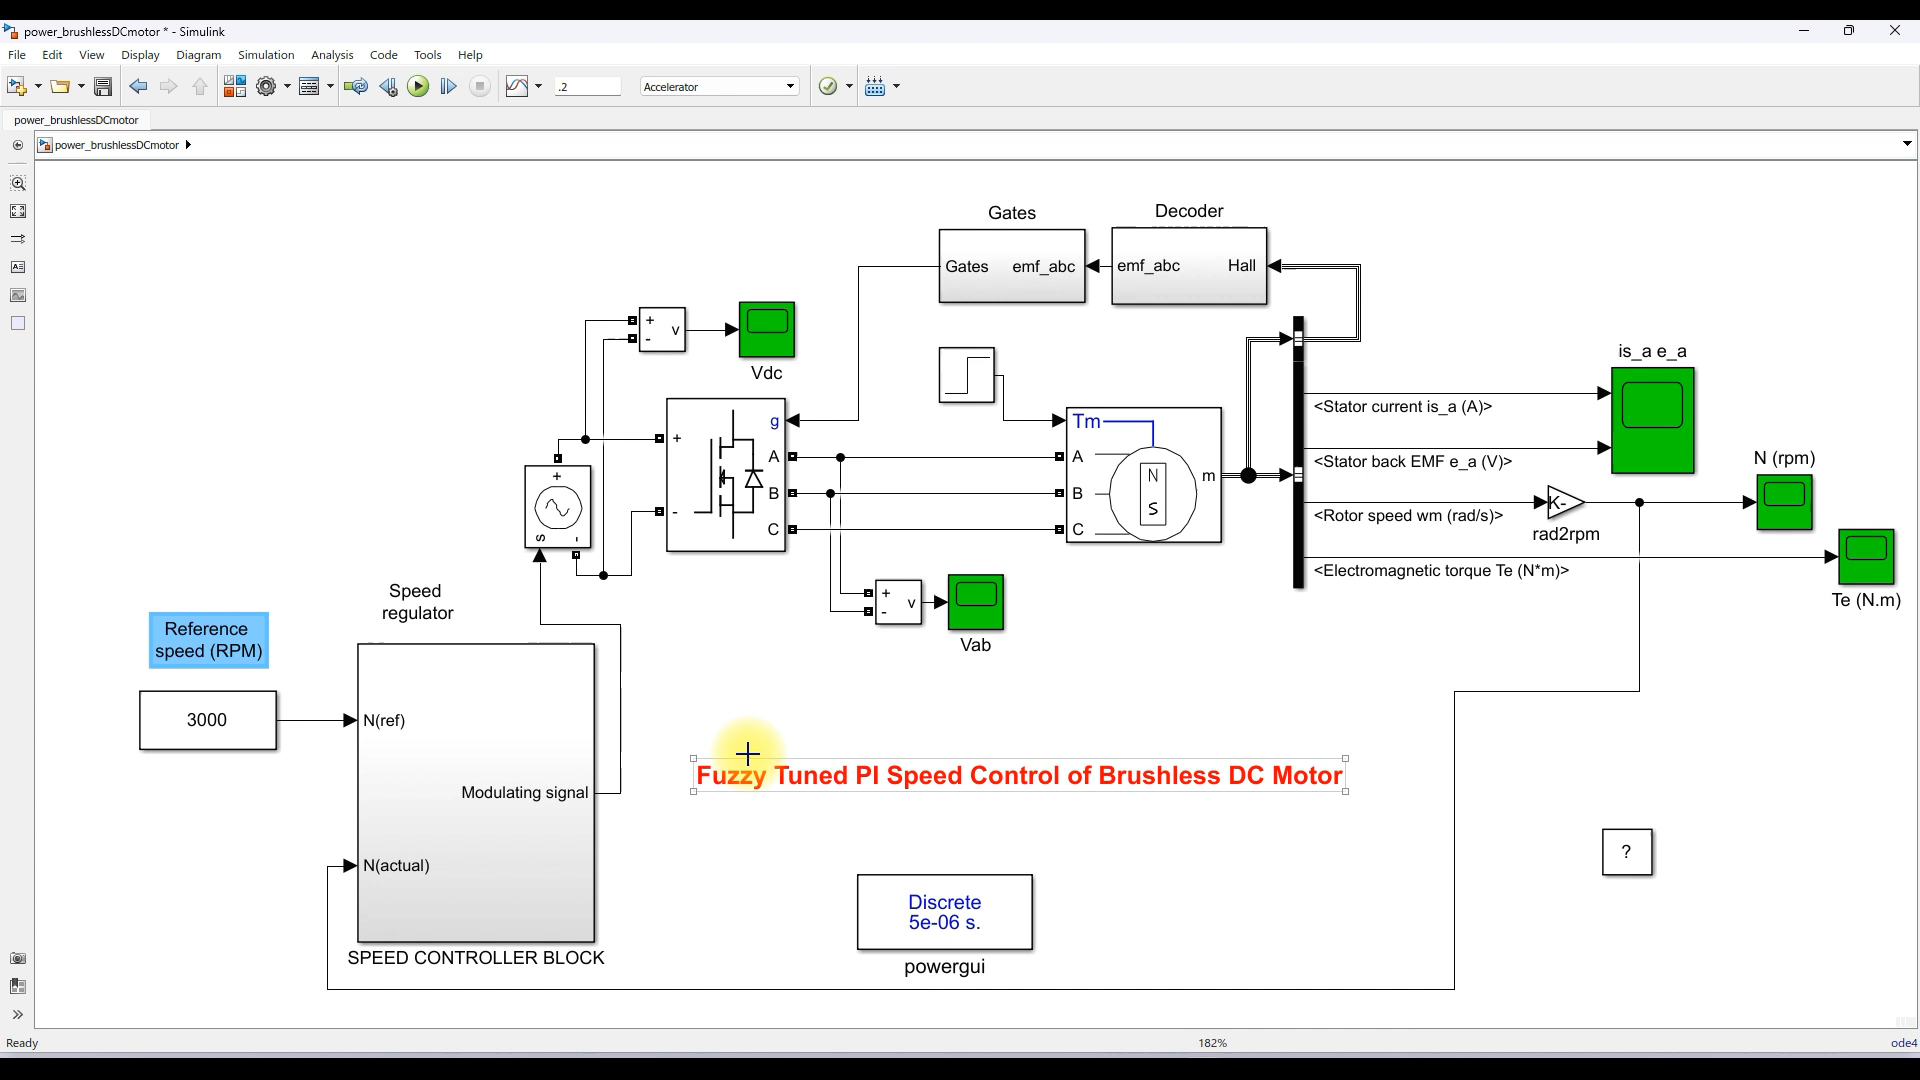 power_brushlessDCmotor * - Simulink
File Edit View Display Diagram Simulation Analysis Code Tools Help
.2
Accelerator
power_brushlessDCmotor
power_brushlessDCmotor
Gates
Decoder
Gates emf_abc
emf_abc Hall
+
-
v
Vdc
is_a e_a
g
+
A
B
-
C
Tm
A
B
C
N
S
m
<Stator current is_a (A)>
<Stator back EMF e_a (V)>
N (rpm)
<Rotor speed wm (rad/s)>
K-
rad2rpm
<Electromagnetic torque Te (N*m)>
Te (N.m)
+
s
-
+
-
v
Vab
Speed
regulator
Reference
speed (RPM)
3000
N(ref)
Modulating signal
N(actual)
SPEED CONTROLLER BLOCK
Fuzzy Tuned PI Speed Control of Brushless DC Motor
?
Discrete
5e-06 s.
powergui
Ready
182%
ode4